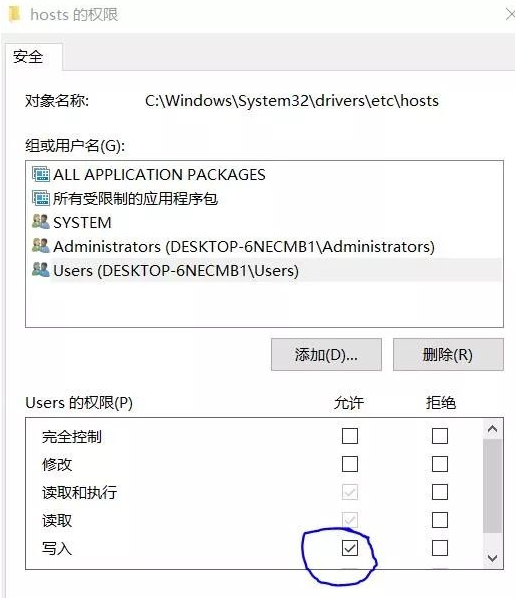 hosts 的权限
安全
对象名称: C:\Windows\System32\drivers\etc\hosts
组或用户名(G):
ALL APPLICATION PACKAGES
所有受限制的应用程序包
SYSTEM
Administrators (DESKTOP-6NECMB1\Administrators)
Users (DESKTOP-6NECMB1\Users)
添加(D)... 删除(R)
Users 的权限(P) 允许 拒绝
完全控制
修改
读取和执行
读取
写入